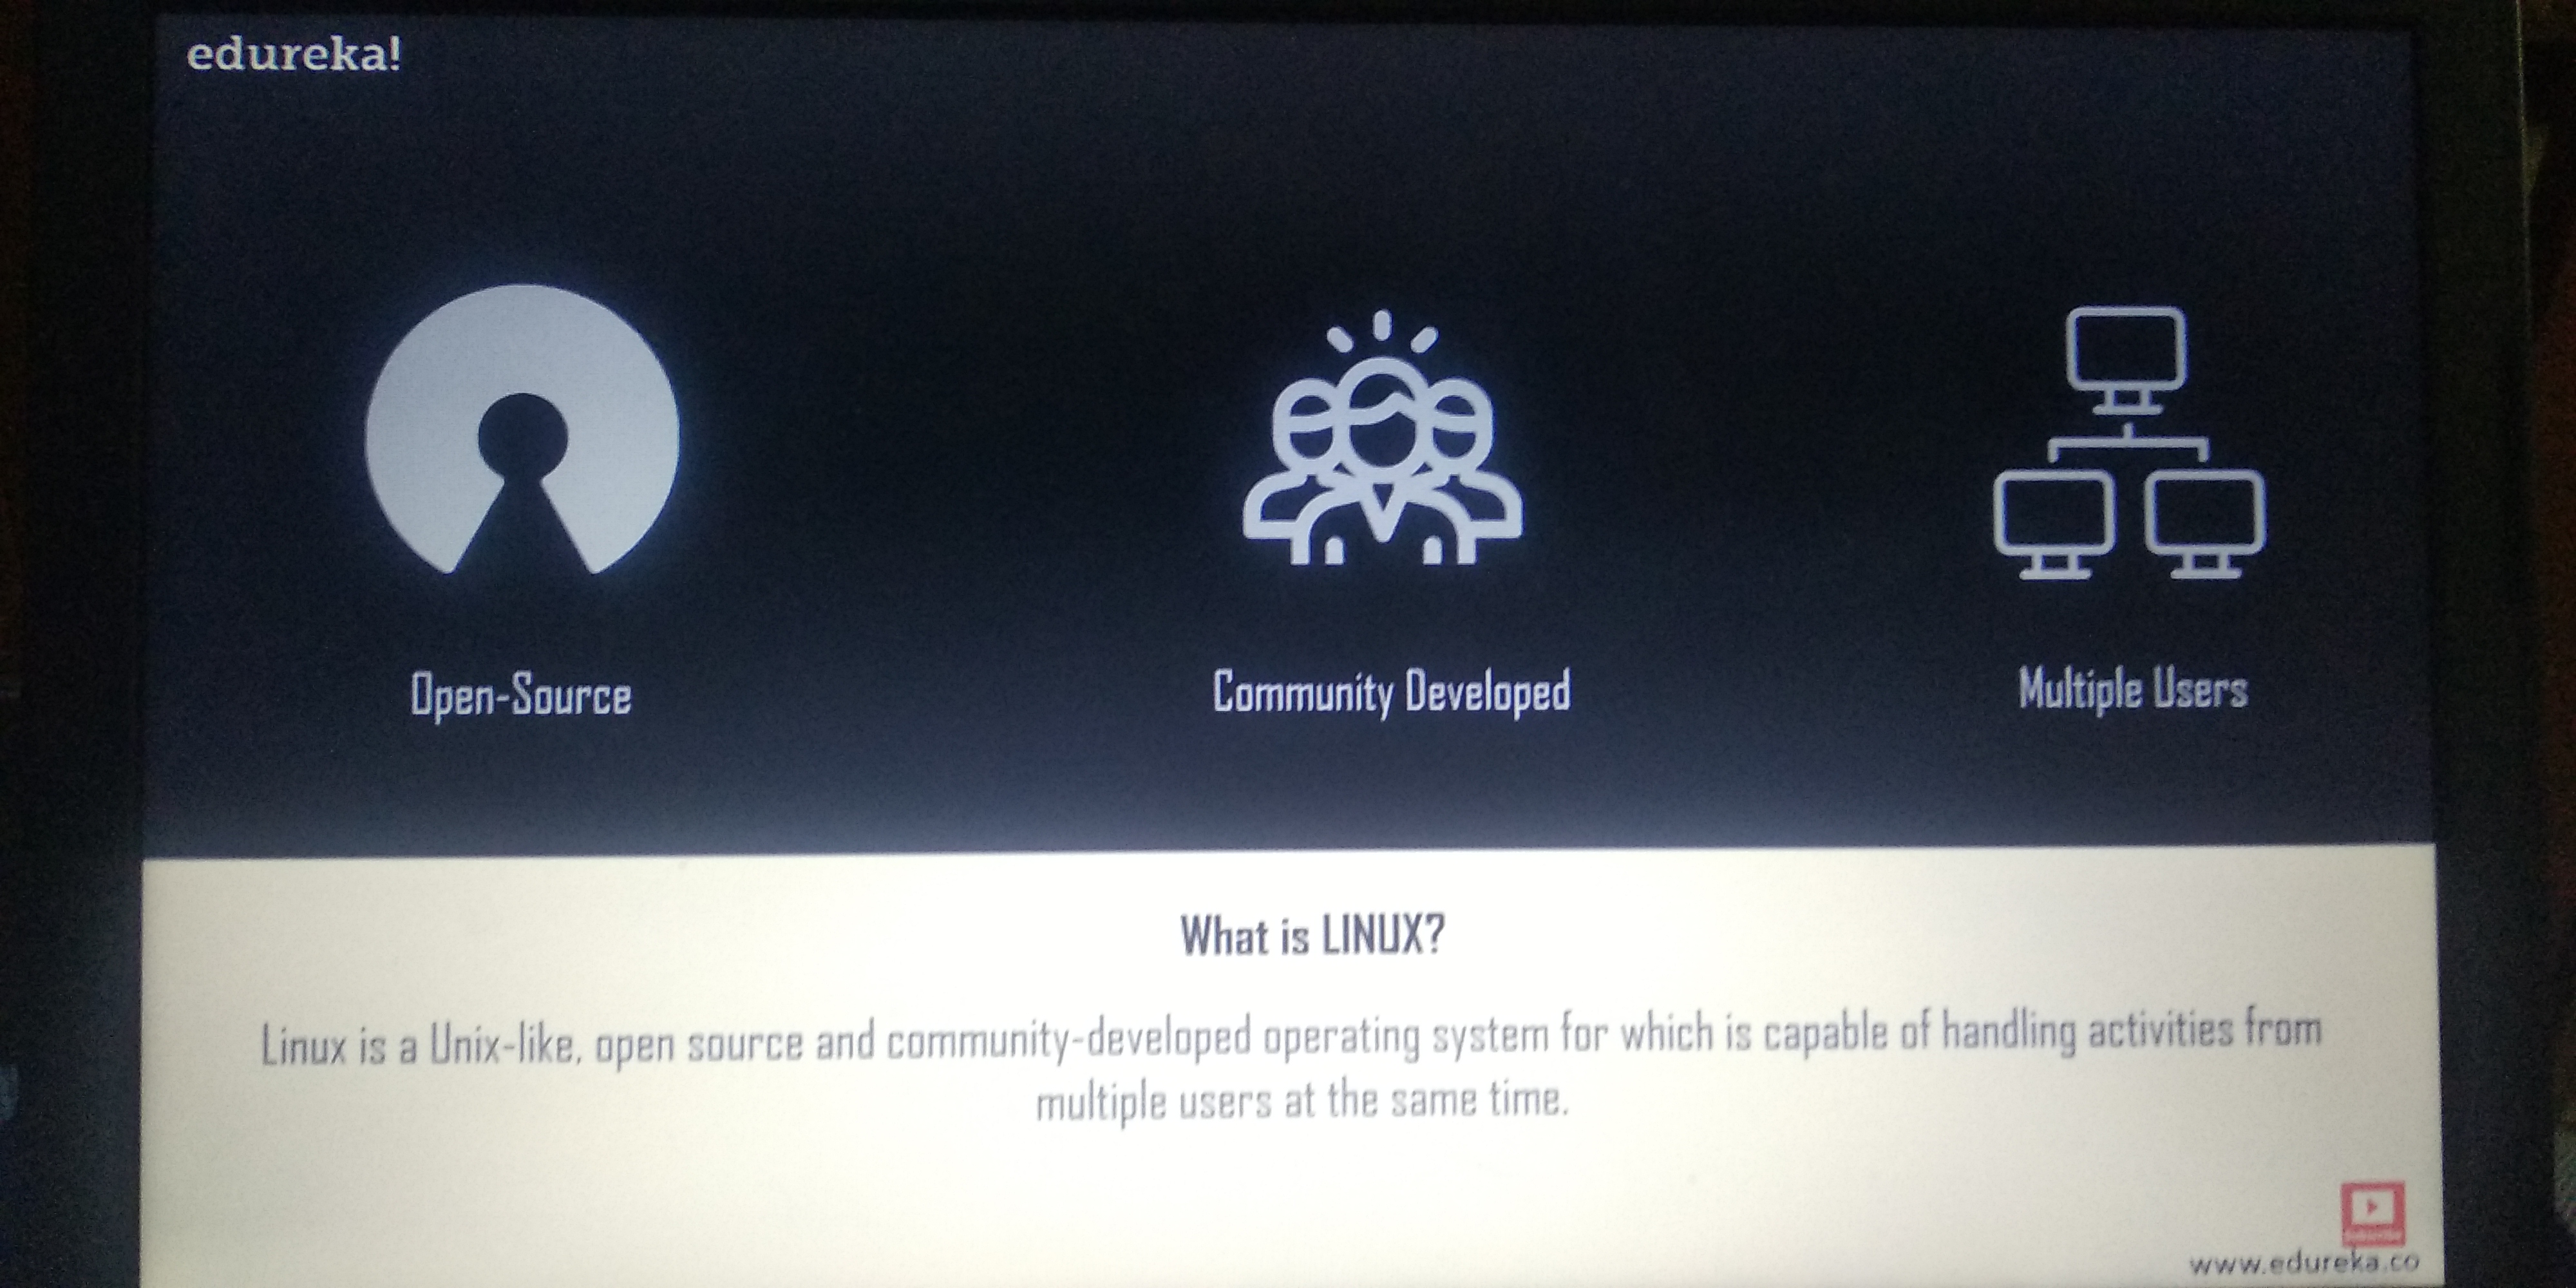 edureka!
Open-Source
Community Developed
Multiple Users
What is LINUX?
Linux is a Unix-like, open source and community-developed operating system for which is capable of handling activities from
multiple users at the same time.
www.edureka.co